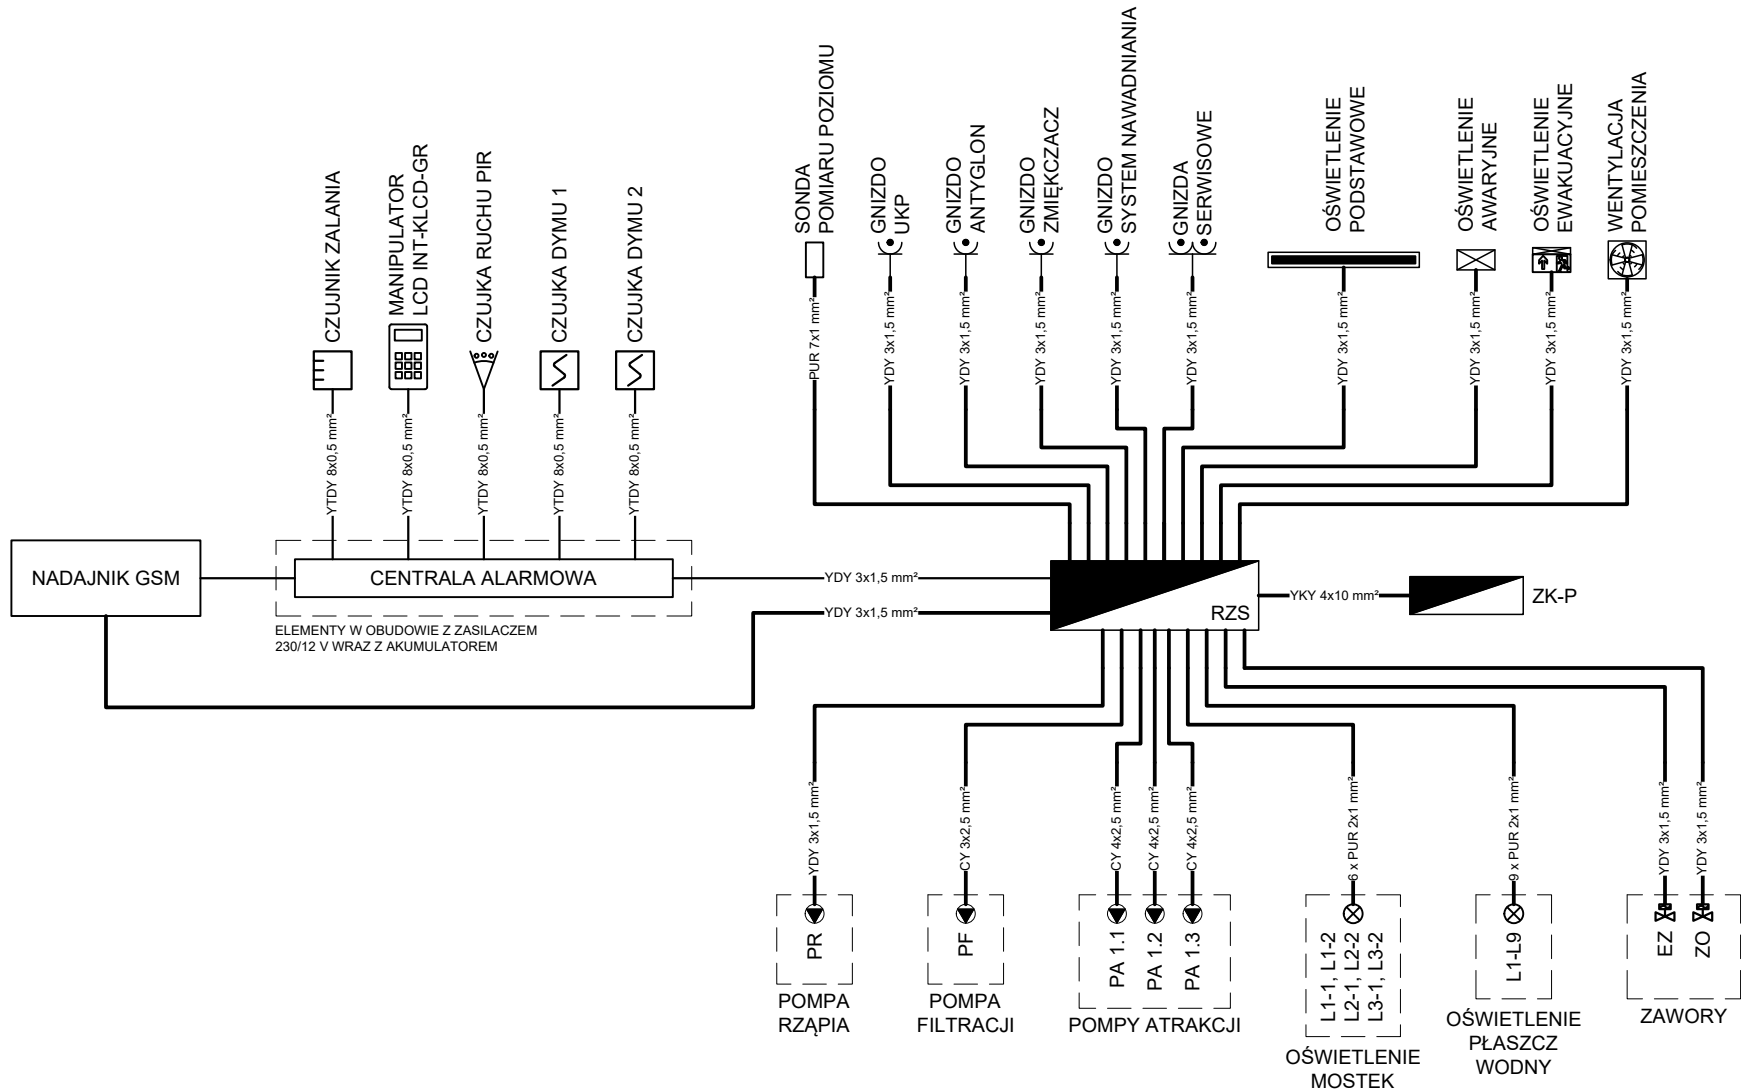 CZUJNIK ZALANIA
MANIPULATOR
LCD INT-KLCD-GR
CZUJKA RUCHU PIR
CZUJKA DYMU 1
CZUJKA DYMU 2
SONDA
POMIARU POZIOMU
GNIZDO
UKP
GNIZDO
ANTYGLON
GNIZDO
ZMIĘKCZACZ
GNIZDO
SYSTEM NAWADNIANIA
GNIZDA
SERWISOWE
OŚWIETLENIE
PODSTAWOWE
OŚWIETLENIE
AWARYJNE
OŚWIETLENIE
EWAKUACYJNE
WENTYLACJA
POMIESZCZENIA
YTDY 8x0,5 mm²
YTDY 8x0,5 mm²
YTDY 8x0,5 mm²
YTDY 8x0,5 mm²
YTDY 8x0,5 mm²
PUR 7x1 mm²
YDY 3x1,5 mm²
YDY 3x1,5 mm²
YDY 3x1,5 mm²
YDY 3x1,5 mm²
YDY 3x1,5 mm²
YDY 3x1,5 mm²
YDY 3x1,5 mm²
YDY 3x1,5 mm²
YDY 3x1,5 mm²
NADAJNIK GSM
CENTRALA ALARMOWA
ELEMENTY W OBUDOWIE Z ZASILACZEM
230/12 V WRAZ Z AKUMULATOREM
YDY 3x1,5 mm²
YDY 3x1,5 mm²
RZS
YKY 4x10 mm²
ZK-P
YDY 3x1,5 mm²
CY 3x2,5 mm²
CY 4x2,5 mm²
CY 4x2,5 mm²
CY 4x2,5 mm²
6 x PUR 2x1 mm²
9 x PUR 2x1 mm²
YDY 3x1,5 mm²
YDY 3x1,5 mm²
PR
PF
PA 1.1
PA 1.2
PA 1.3
L1-1, L1-2
L2-1, L2-2
L3-1, L3-2
L1-L9
EZ
ZO
POMPA
RZĄPIA
POMPA
FILTRACJI
POMPY ATRAKCJI
OŚWIETLENIE
MOSTEK
OŚWIETLENIE
PŁASZCZ
WODNY
ZAWORY